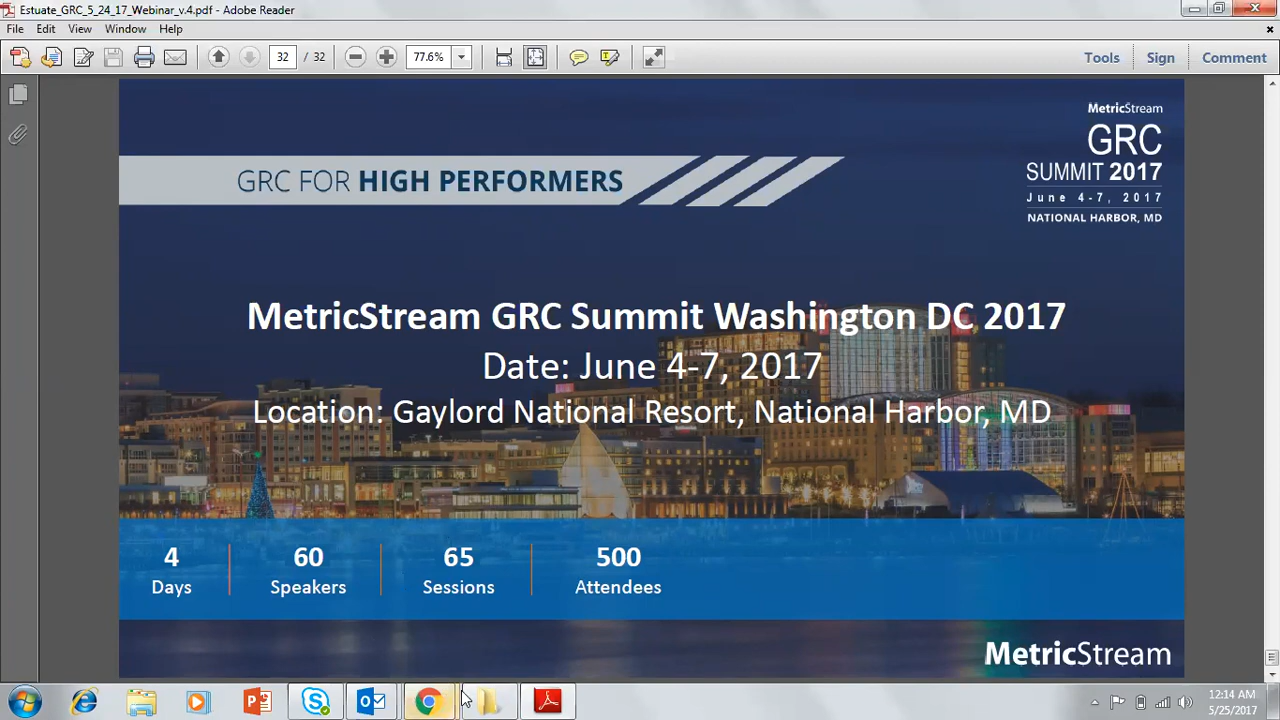 Estuate_GRC_5_24_17_Webinar_v.4.pdf - Adobe Reader
File Edit View Window Help
32 / 32 77.6% Tools Sign Comment
MetricStream
GRC
SUMMIT 2017
June 4-7, 2017
NATIONAL HARBOR, MD
GRC FOR HIGH PERFORMERS
MetricStream GRC Summit Washington DC 2017
Date: June 4-7, 2017
Location: Gaylord National Resort, National Harbor, MD
4 60 65 500
Days Speakers Sessions Attendees
MetricStream
12:14 AM
5/25/2017